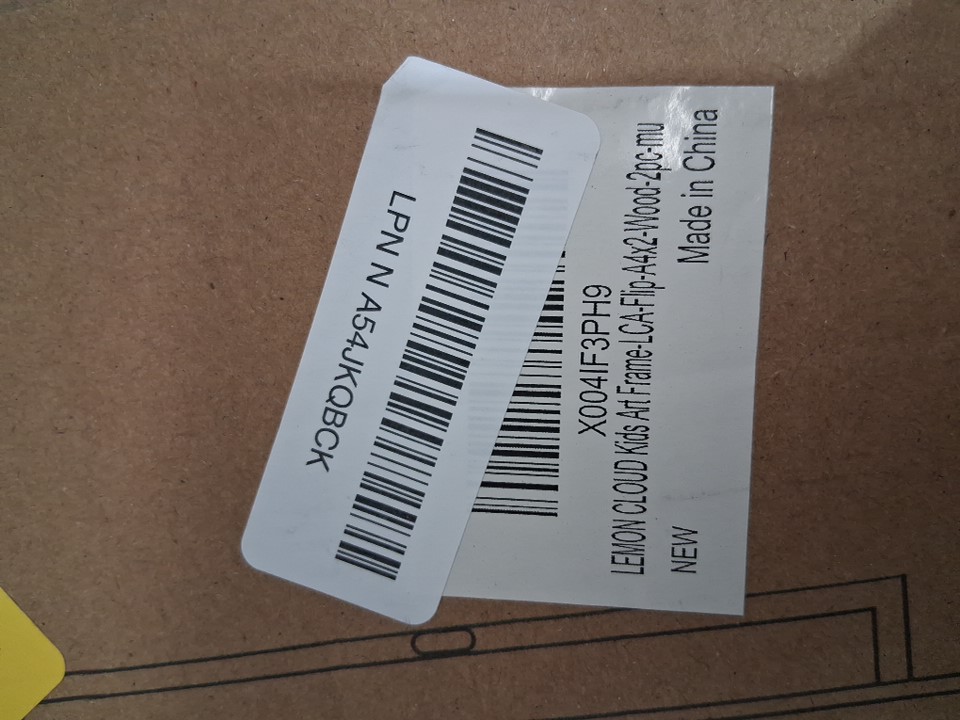 LPN N A54JKQBCK
X004IF3PH9
LEMON CLOUD Kids Art Frame-LCA-Flip-A4x2-Wood-2pc-mu
NEW
Made in China